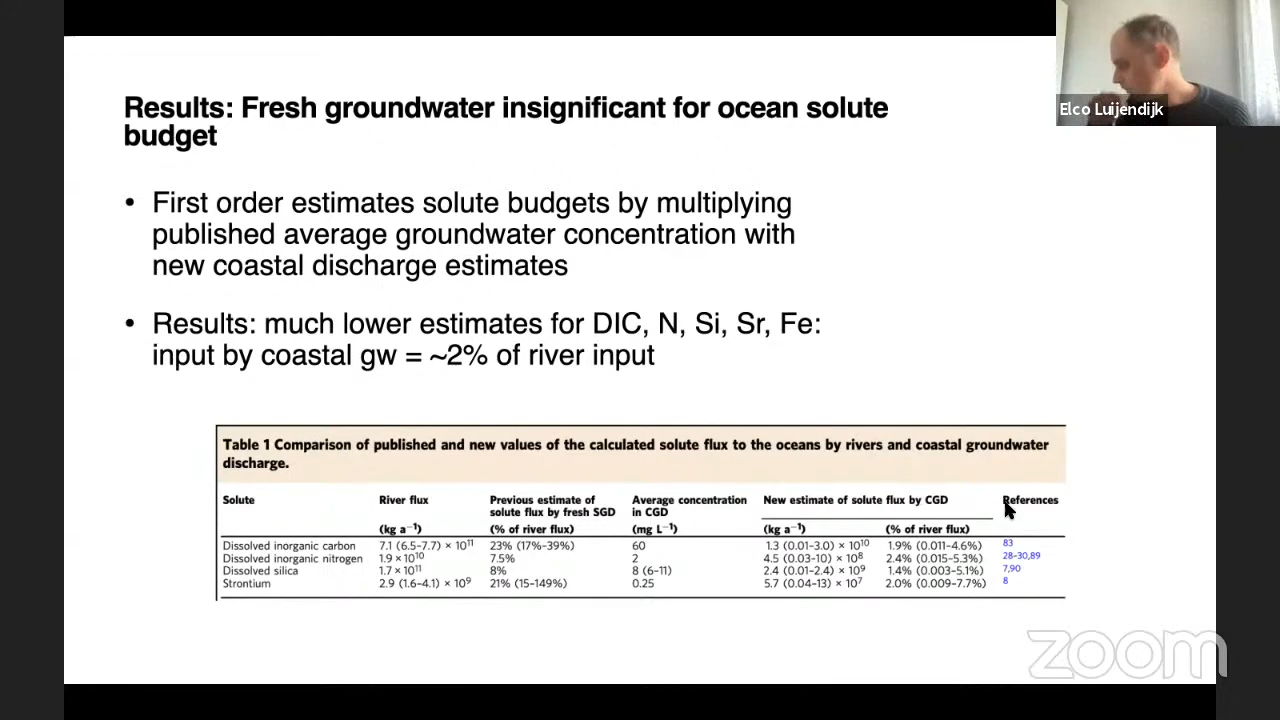 Results: Fresh groundwater insignificant for ocean solute
budget
Elco Luijendijk
• First order estimates solute budgets by multiplying
published average groundwater concentration with
new coastal discharge estimates
• Results: much lower estimates for DIC, N, Si, Sr, Fe:
input by coastal gw = ~2% of river input
Table 1 Comparison of published and new values of the calculated solute flux to the oceans by rivers and coastal groundwater
discharge.
Solute River flux Previous estimate of Average concentration New estimate of solute flux by CGD References
solute flux by fresh SGD in CGD
(kg a⁻¹) (% of river flux) (mg L⁻¹) (kg a⁻¹) (% of river flux)
Dissolved inorganic carbon 7.1 (6.5-7.7) × 10¹¹ 23% (17%-39%) 60 1.3 (0.01-3.0) × 10¹⁰ 1.9% (0.011-4.6%) 83
Dissolved inorganic nitrogen 1.9 × 10¹⁰ 7.5% 2 4.5 (0.03-10) × 10⁸ 2.4% (0.015-5.3%) 28-30,89
Dissolved silica 1.7 × 10¹¹ 8% 8 (6-11) 2.4 (0.01-2.4) × 10⁹ 1.4% (0.003-5.1%) 7,90
Strontium 2.9 (1.6-4.1) × 10⁹ 21% (15-149%) 0.25 5.7 (0.04-13) × 10⁷ 2.0% (0.009-7.7%) 8
zoom